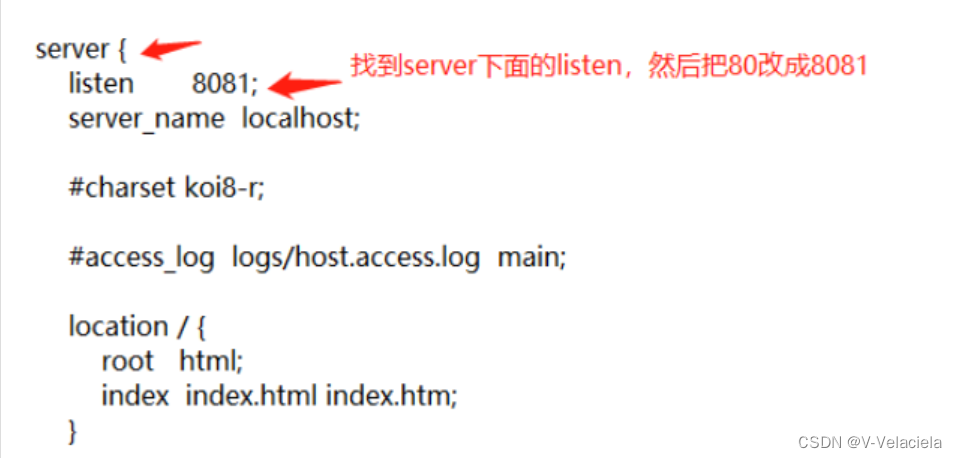 server {
找到server下面的listen，然后把80改成8081
listen 8081;
server_name localhost;
#charset koi8-r;
#access_log logs/host.access.log main;
location / {
root html;
index index.html index.htm;
}
CSDN @V-Velaciela